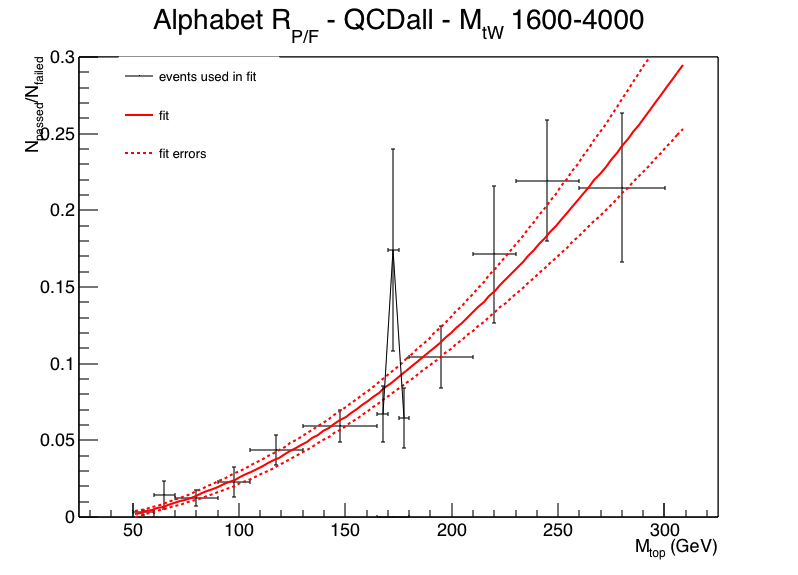 Alphabet R_P/F - QCDall - M_tW 1600-4000
N_passed/N_failed
0.3
0.25
0.2
0.15
0.1
0.05
0
events used in fit
fit
fit errors
50 100 150 200 250 300
M_top (GeV)